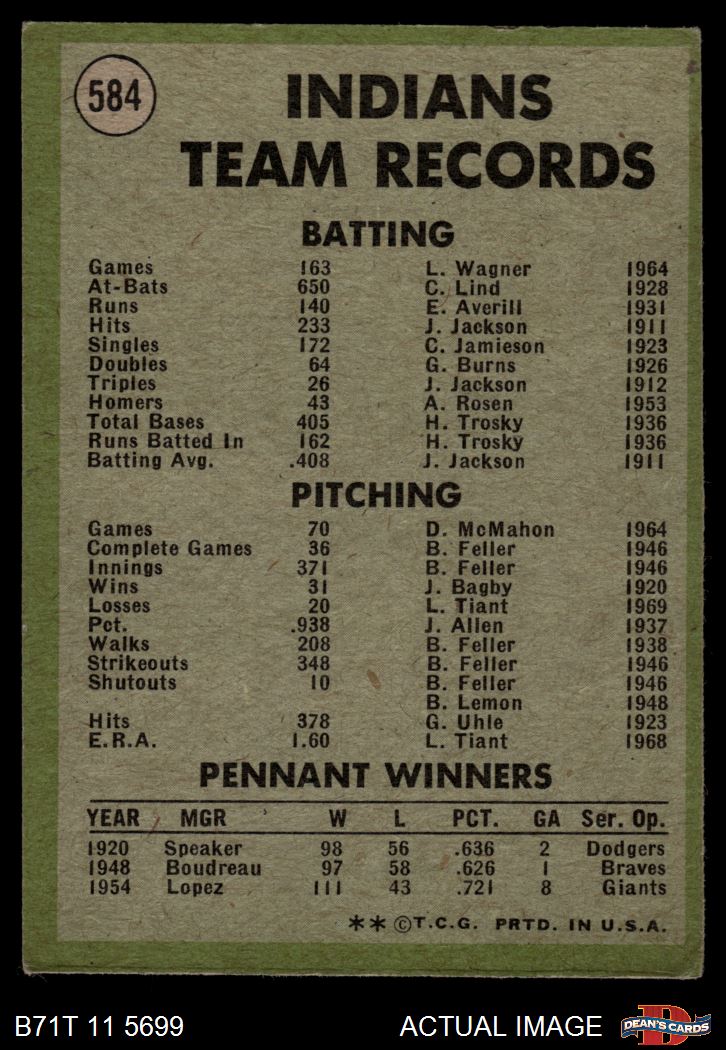 584
INDIANS
TEAM RECORDS
BATTING
Games 163 L. Wagner 1964
At-Bats 650 C. Lind 1928
Runs 140 E. Averill 1931
Hits 233 J. Jackson 1911
Singles 172 C. Jamieson 1923
Doubles 64 G. Burns 1926
Triples 26 J. Jackson 1912
Homers 43 A. Rosen 1953
Total Bases 405 H. Trosky 1936
Runs Batted In 162 H. Trosky 1936
Batting Avg. .408 J. Jackson 1911
PITCHING
Games 70 D. McMahon 1964
Complete Games 36 B. Feller 1946
Innings 371 B. Feller 1946
Wins 31 J. Bagby 1920
Losses 20 L. Tiant 1969
Pct. .938 J. Allen 1937
Walks 208 B. Feller 1938
Strikeouts 348 B. Feller 1946
Shutouts 10 B. Feller 1946
B. Lemon 1948
Hits 378 G. Uhle 1923
E.R.A. 1.60 L. Tiant 1968
PENNANT WINNERS
YEAR MGR W L PCT. GA Ser. Op.
1920 Speaker 98 56 .636 2 Dodgers
1948 Boudreau 97 58 .626 1 Braves
1954 Lopez 111 43 .721 8 Giants
**©T.C.G. PRTD. IN U.S.A.
B71T 11 5699 ACTUAL IMAGE D DEAN'S CARDS